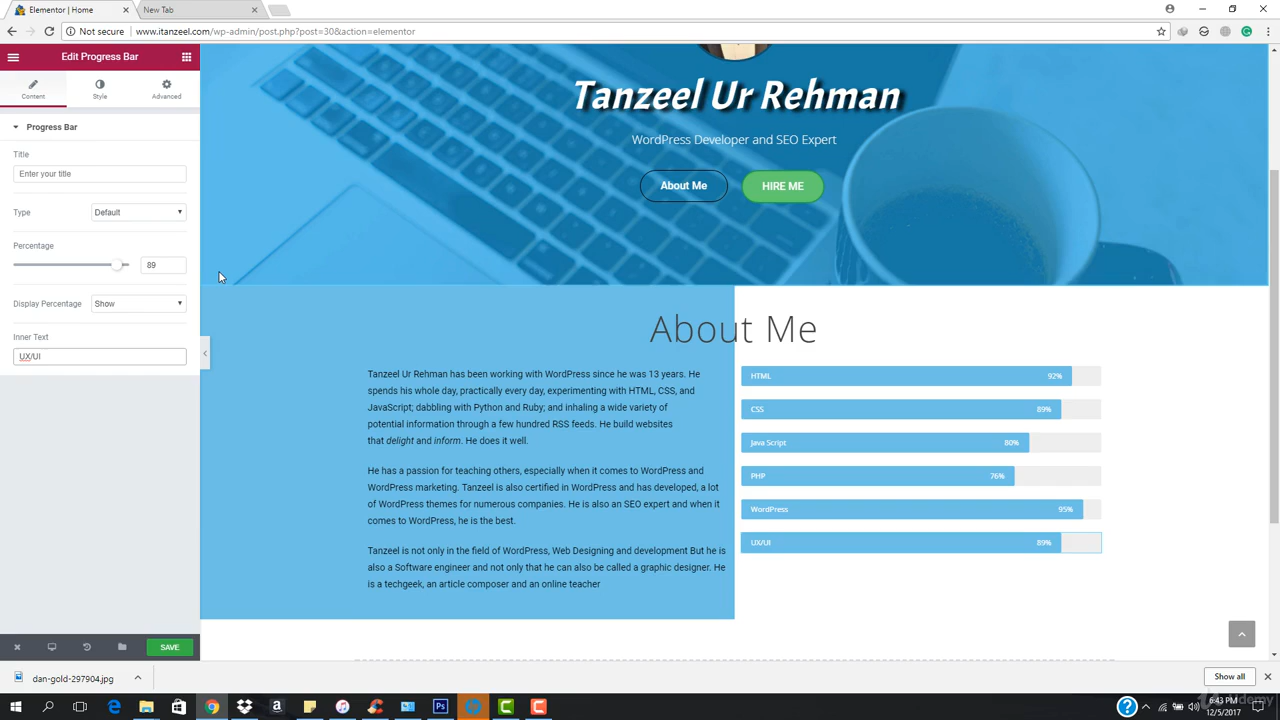 Elementor | Home
New Tab
Not secure
www.itanzeel.com/wp-admin/post.php?post=30&action=elementor
Edit Progress Bar
Content
Style
Advanced
Progress Bar
Title
Enter your title
Type
Default
Percentage
89
Display Percentage
Show
Inner Text
UX/UI
SAVE
Tanzeel Ur Rehman
WordPress Developer and SEO Expert
About Me
HIRE ME
About Me
Tanzeel Ur Rehman has been working with WordPress since he was 13 years. He
spends his whole day, practically every day, experimenting with HTML, CSS, and
JavaScript; dabbling with Python and Ruby; and inhaling a wide variety of
potential information through a few hundred RSS feeds. He build websites
that delight and inform. He does it well.
He has a passion for teaching others, especially when it comes to WordPress and
WordPress marketing. Tanzeel is also certified in WordPress and has developed, a lot
of WordPress themes for numerous companies. He is also an SEO expert and when it
comes to WordPress, he is the best.
Tanzeel is not only in the field of WordPress, Web Designing and development But he is
also a Software engineer and not only that he can also be called a graphic designer. He
is a techgeek, an article composer and an online teacher
HTML 92%
CSS 89%
Java Script 80%
PHP 76%
WordPress 95%
UX/UI 89%
dan-gold-297904.jpg
Show all
6:43 PM
12/5/2017
Udemy